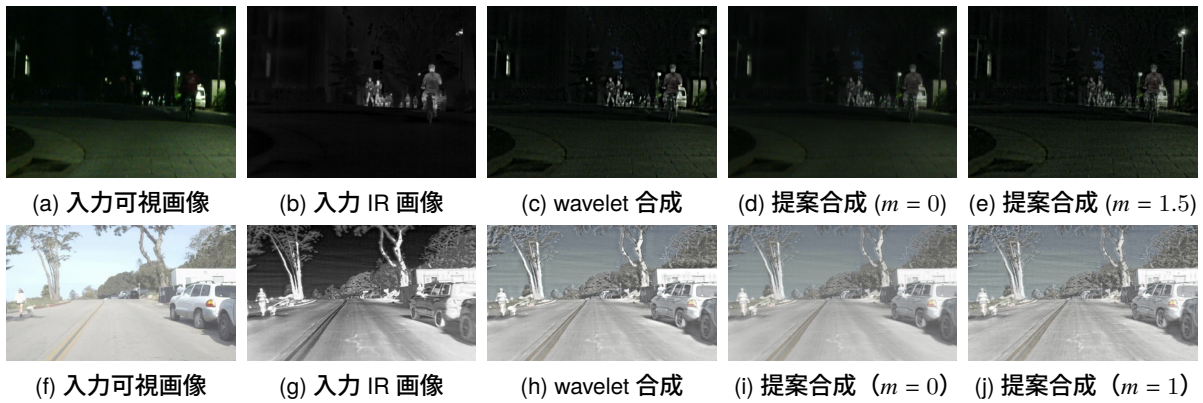 (a) 入力可視画像
(b) 入力 IR 画像
(c) wavelet 合成
(d) 提案合成 (m = 0)
(e) 提案合成 (m = 1.5)
(f) 入力可視画像
(g) 入力 IR 画像
(h) wavelet 合成
(i) 提案合成（m = 0）
(j) 提案合成（m = 1）